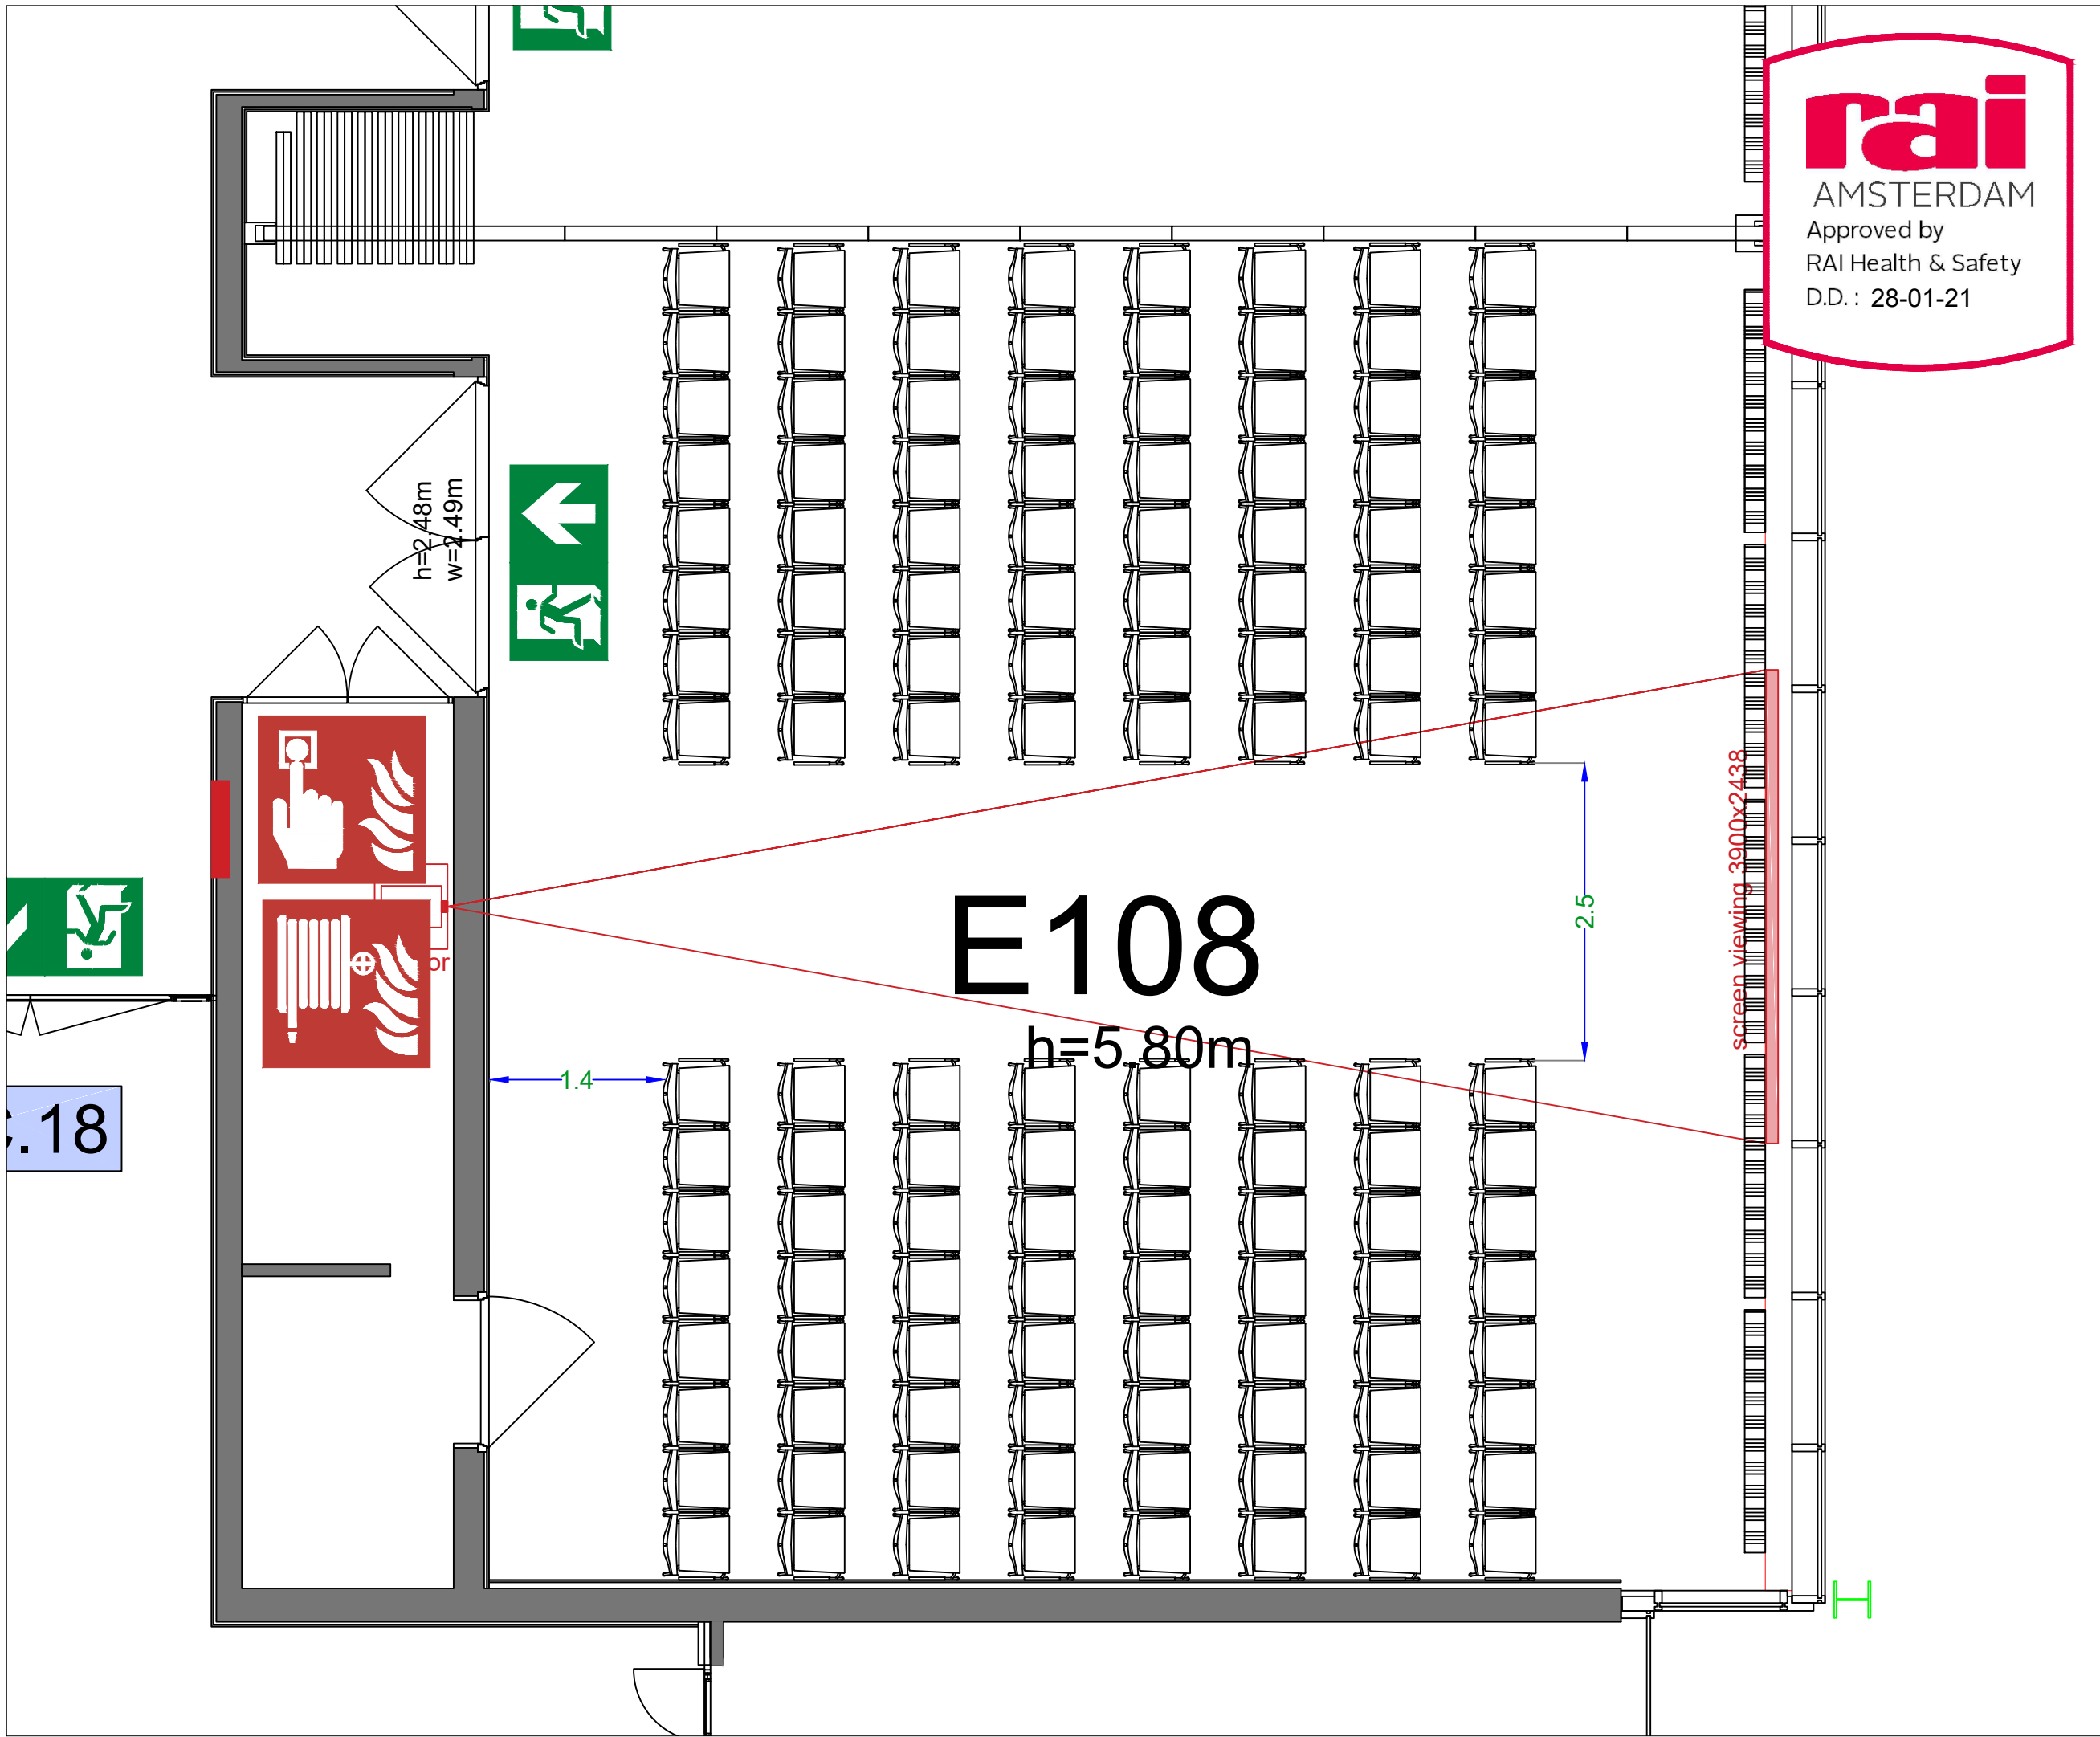 rai
AMSTERDAM
Approved by
RAI Health & Safety
D.D. : 28-01-21
h=2.48m
w=2.49m
screen viewing 3900x2438
E108
h=5.80m
2.5
1.4
.18
H